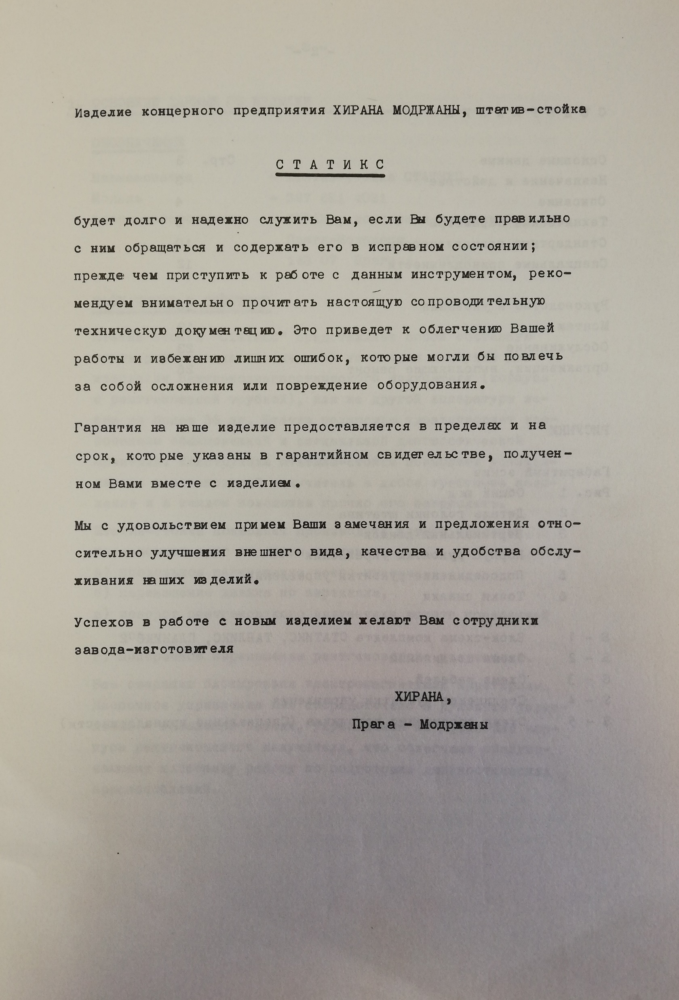 Изделие концерного предприятия ХИРАНА МОДРЖАНЫ, штатив-стойка
СТАТИКС
будет долго и надежно служить Вам, если Вы будете правильно
с ним обращаться и содержать его в исправном состоянии;
прежде чем приступить к работе с данным инструментом, реко-
мендуем внимательно прочитать настоящую сопроводительную
техническую документацию. Это приведет к облегчению Вашей
работы и избежанию лишних ошибок, которые могли бы повлечь
за собой осложнения или повреждение оборудования.
Гарантия на наше изделие предоставляется в пределах и на
срок, которые указаны в гарантийном свидетельстве, получен-
ном Вами вместе с изделием.
Мы с удовольствием примем Ваши замечания и предложения отно-
сительно улучшения внешнего вида, качества и удобства обслу-
живания наших изделий.
Успехов в работе с новым изделием желают Вам сотрудники
завода-изготовителя
ХИРАНА,
Прага - Модржаны